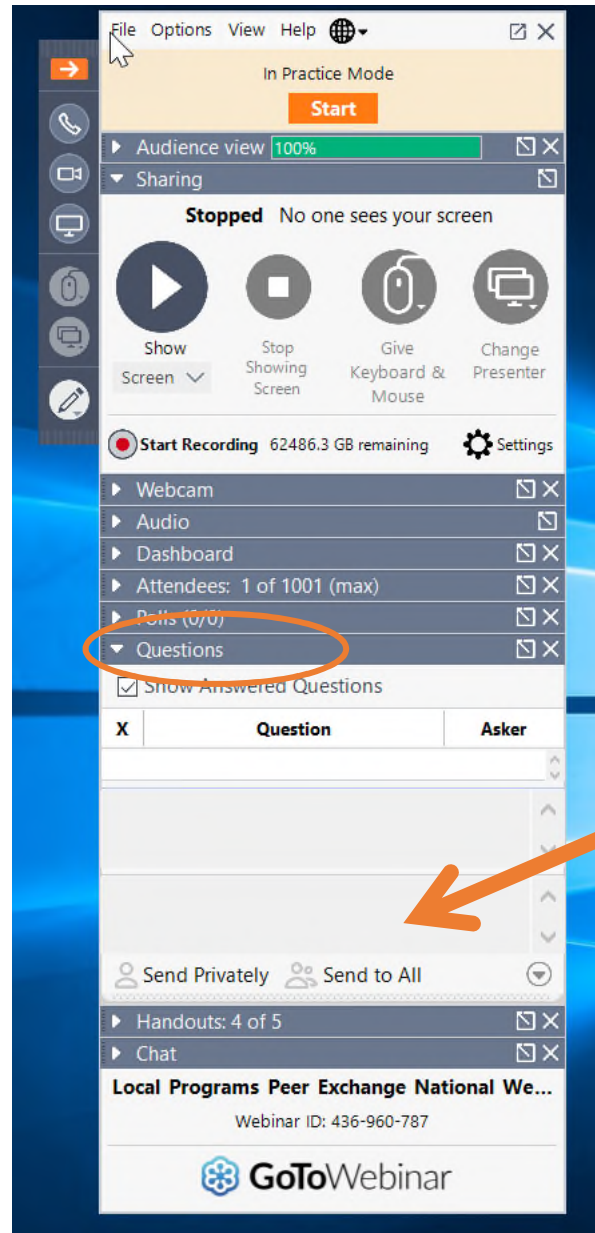 File Options View Help
In Practice Mode
Start
Audience view 100%
Sharing
Stopped No one sees your screen
Show
Screen
Stop
Showing
Screen
Give
Keyboard &
Mouse
Change
Presenter
Start Recording 62486.3 GB remaining Settings
Webcam
Audio
Dashboard
Attendees: 1 of 1001 (max)
Polls (0/0)
Questions
Show Answered Questions
X Question Asker
Send Privately Send to All
Handouts: 4 of 5
Chat
Local Programs Peer Exchange National We...
Webinar ID: 436-960-787
GoToWebinar